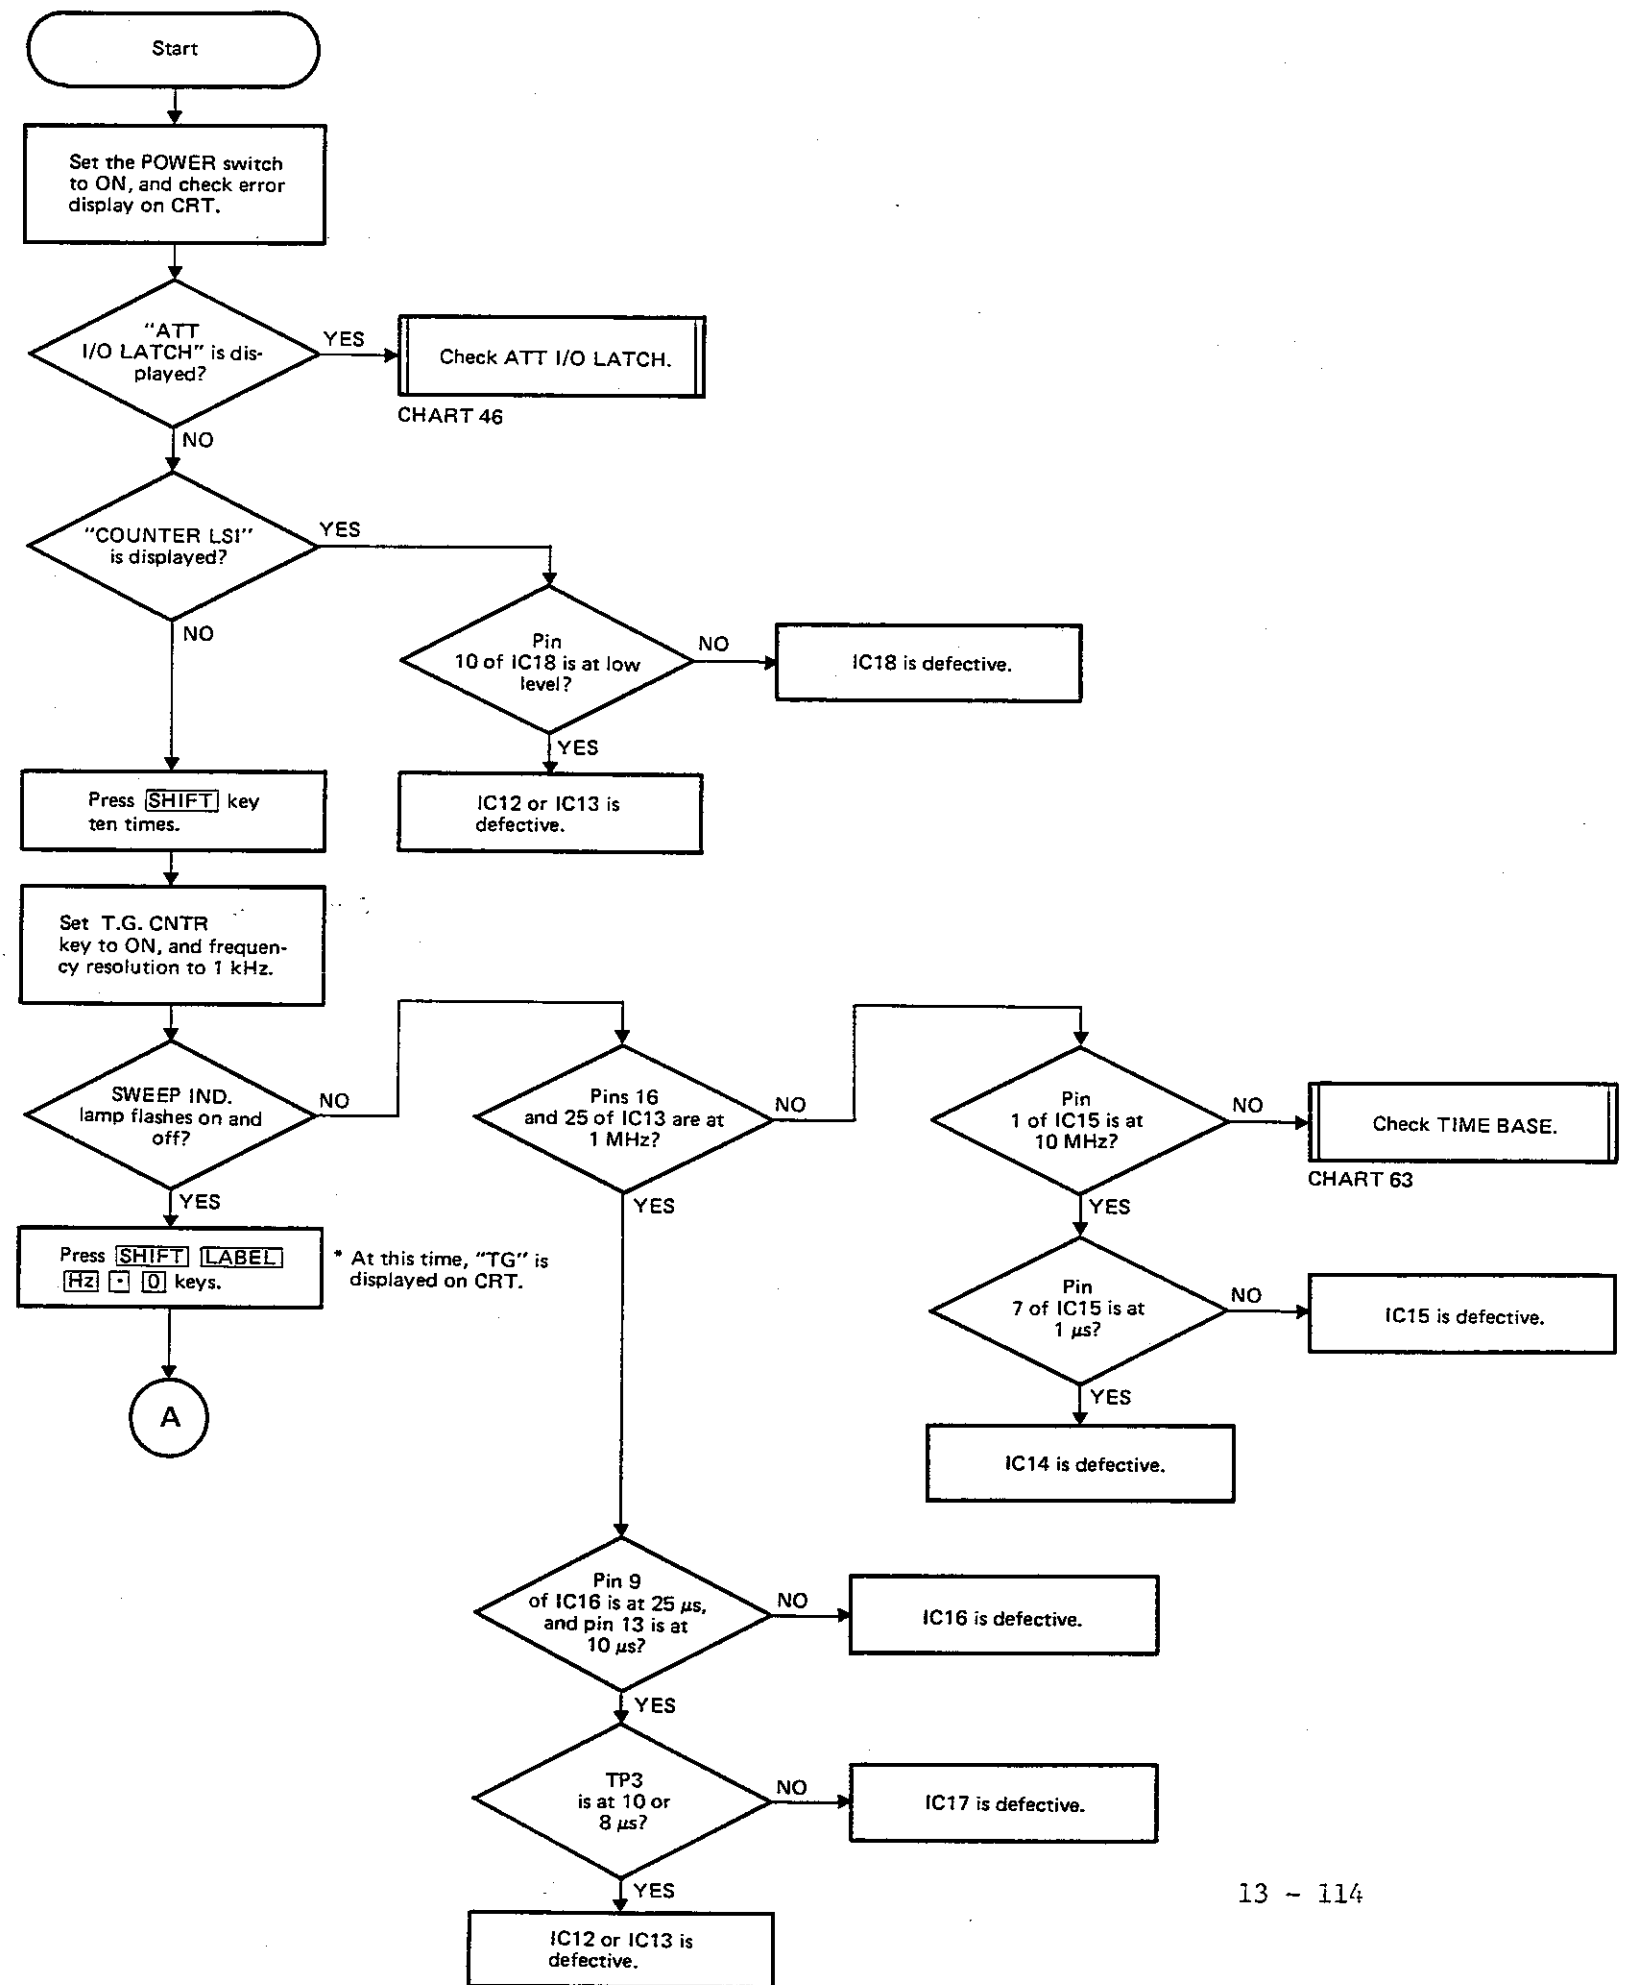 Start
Set the POWER switch
to ON, and check error
display on CRT.
"ATT
I/O LATCH" is dis-
played?
YES
Check ATT I/O LATCH.
CHART 46
NO
"COUNTER LSI"
is displayed?
YES
NO
Pin
10 of IC18 is at low
level?
NO
IC18 is defective.
YES
IC12 or IC13 is
defective.
Press SHIFT key
ten times.
Set T.G. CNTR
key to ON, and frequen-
cy resolution to 1 kHz.
SWEEP IND.
lamp flashes on and
off?
NO
YES
Press SHIFT LABEL
Hz · 0 keys.
* At this time, "TG" is
displayed on CRT.
A
Pins 16
and 25 of IC13 are at
1 MHz?
NO
YES
Pin
1 of IC15 is at
10 MHz?
NO
Check TIME BASE.
CHART 63
YES
Pin
7 of IC15 is at
1 μs?
NO
IC15 is defective.
YES
IC14 is defective.
Pin 9
of IC16 is at 25 μs,
and pin 13 is at
10 μs?
NO
IC16 is defective.
YES
TP3
is at 10 or
8 μs?
NO
IC17 is defective.
YES
IC12 or IC13 is
defective.
13 - 114